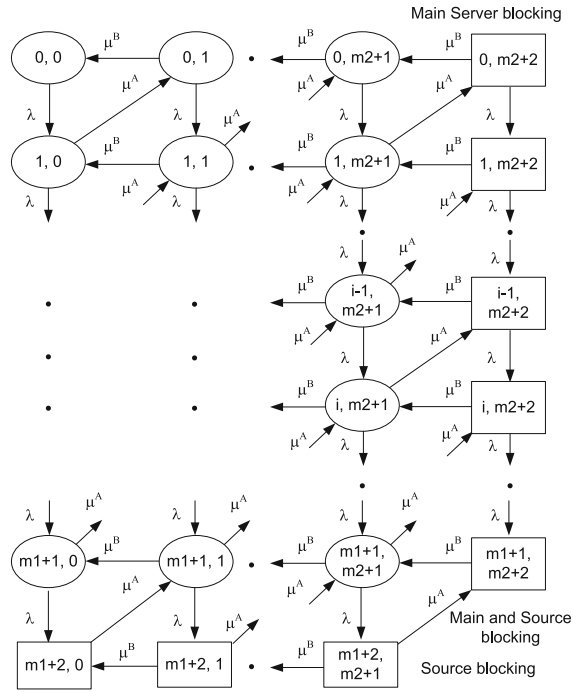 Main Server blocking
μB μB μB
0, 0 0, 1 0, m2+1 0, m2+2
μA μA μA
λ λ λ λ
μB μA μB μB
1, 0 1, 1 1, m2+1 1, m2+2
μA μA μA
λ λ λ λ
λ μA λ
μB μB
i-1,
m2+1
i-1,
m2+2
μA μA
λ λ
μB μB
i, m2+1 i, m2+2
μA μA
λ λ
λ μA λ μA λ μA λ
μB μB μB
m1+1, 0 m1+1, 1
m1+1,
m2+1
m1+1,
m2+2
μA μA μA
λ λ λ
Main and Source
blocking
μB μA μB
m1+2, 0 m1+2, 1
m1+2,
m2+1
Source blocking